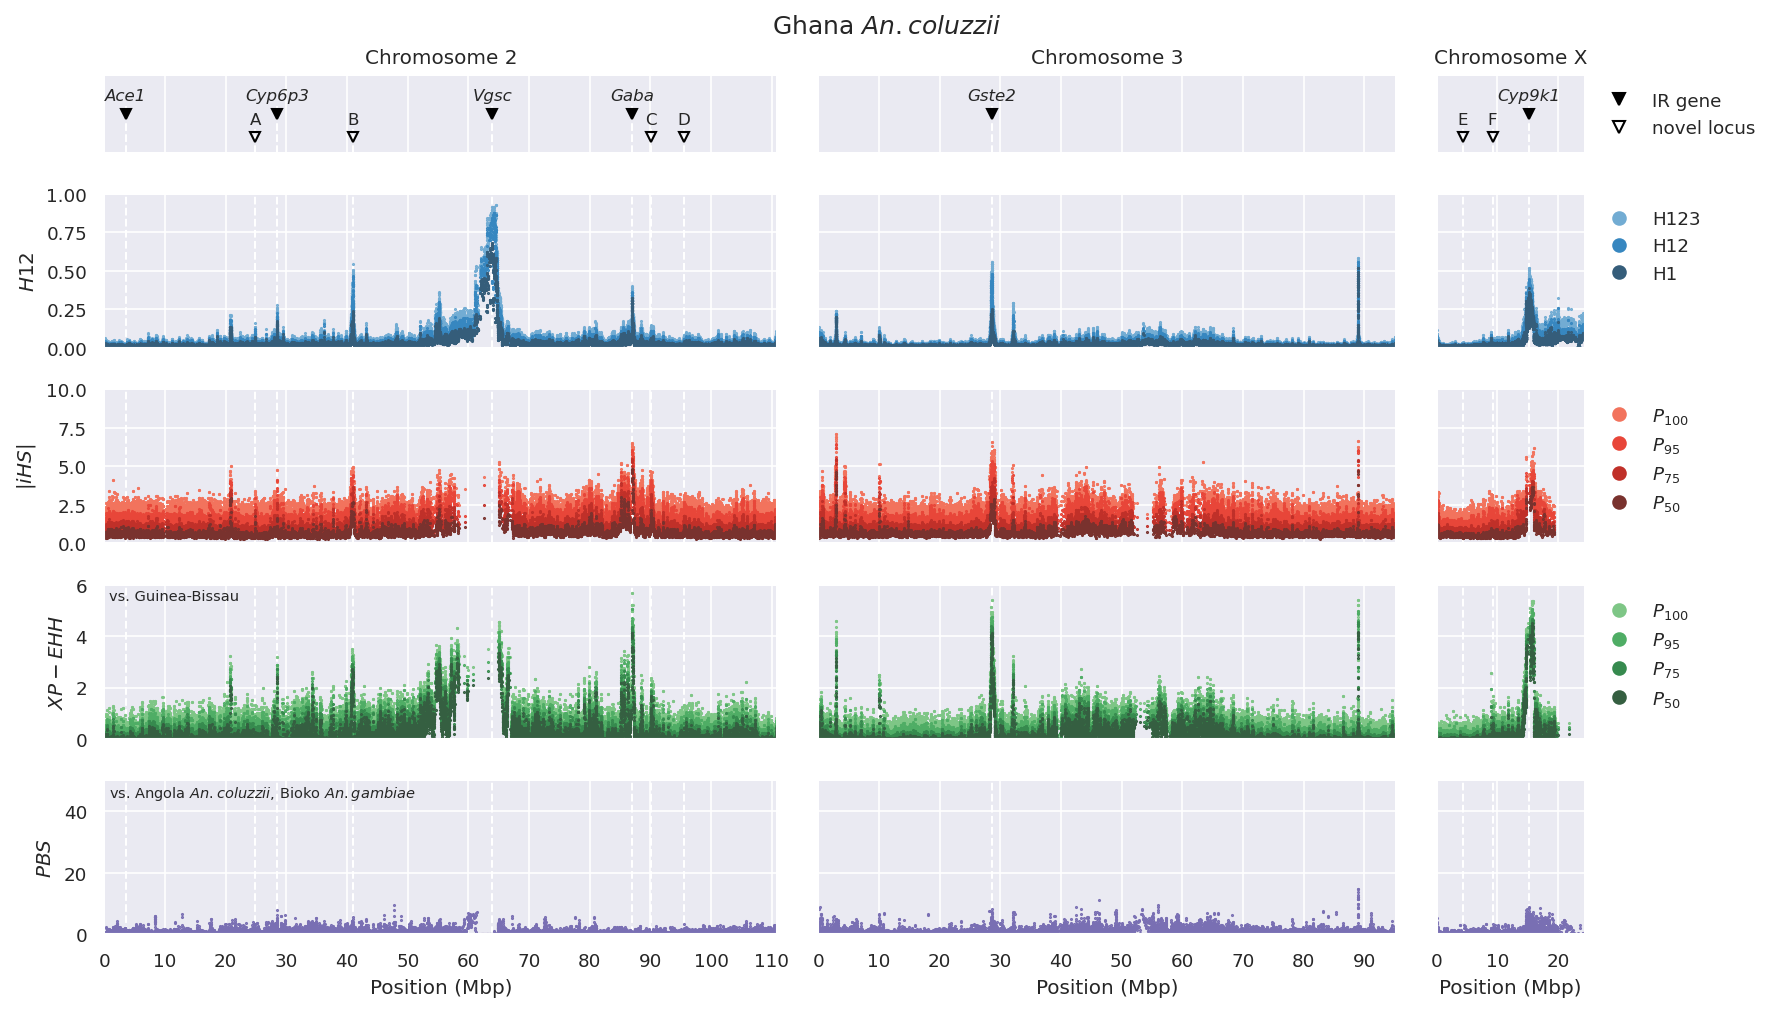 Ghana An. coluzzii
Chromosome 2 Chromosome 3 Chromosome X
Ace1 Cyp6p3 Vgsc Gaba Gste2 Cyp9k1
A B C D E F
IR gene
novel locus
H12
1.00
0.75
0.50
0.25
0.00
H123
H12
H1
|iHS|
10.0
7.5
5.0
2.5
0.0
P100
P95
P75
P50
XP − EHH
vs. Guinea-Bissau
6
4
2
0
P100
P95
P75
P50
PBS
vs. Angola An. coluzzii, Bioko An. gambiae
40
20
0
0 10 20 30 40 50 60 70 80 90 100 110 0 10 20 30 40 50 60 70 80 90 0 10 20
Position (Mbp) Position (Mbp) Position (Mbp)